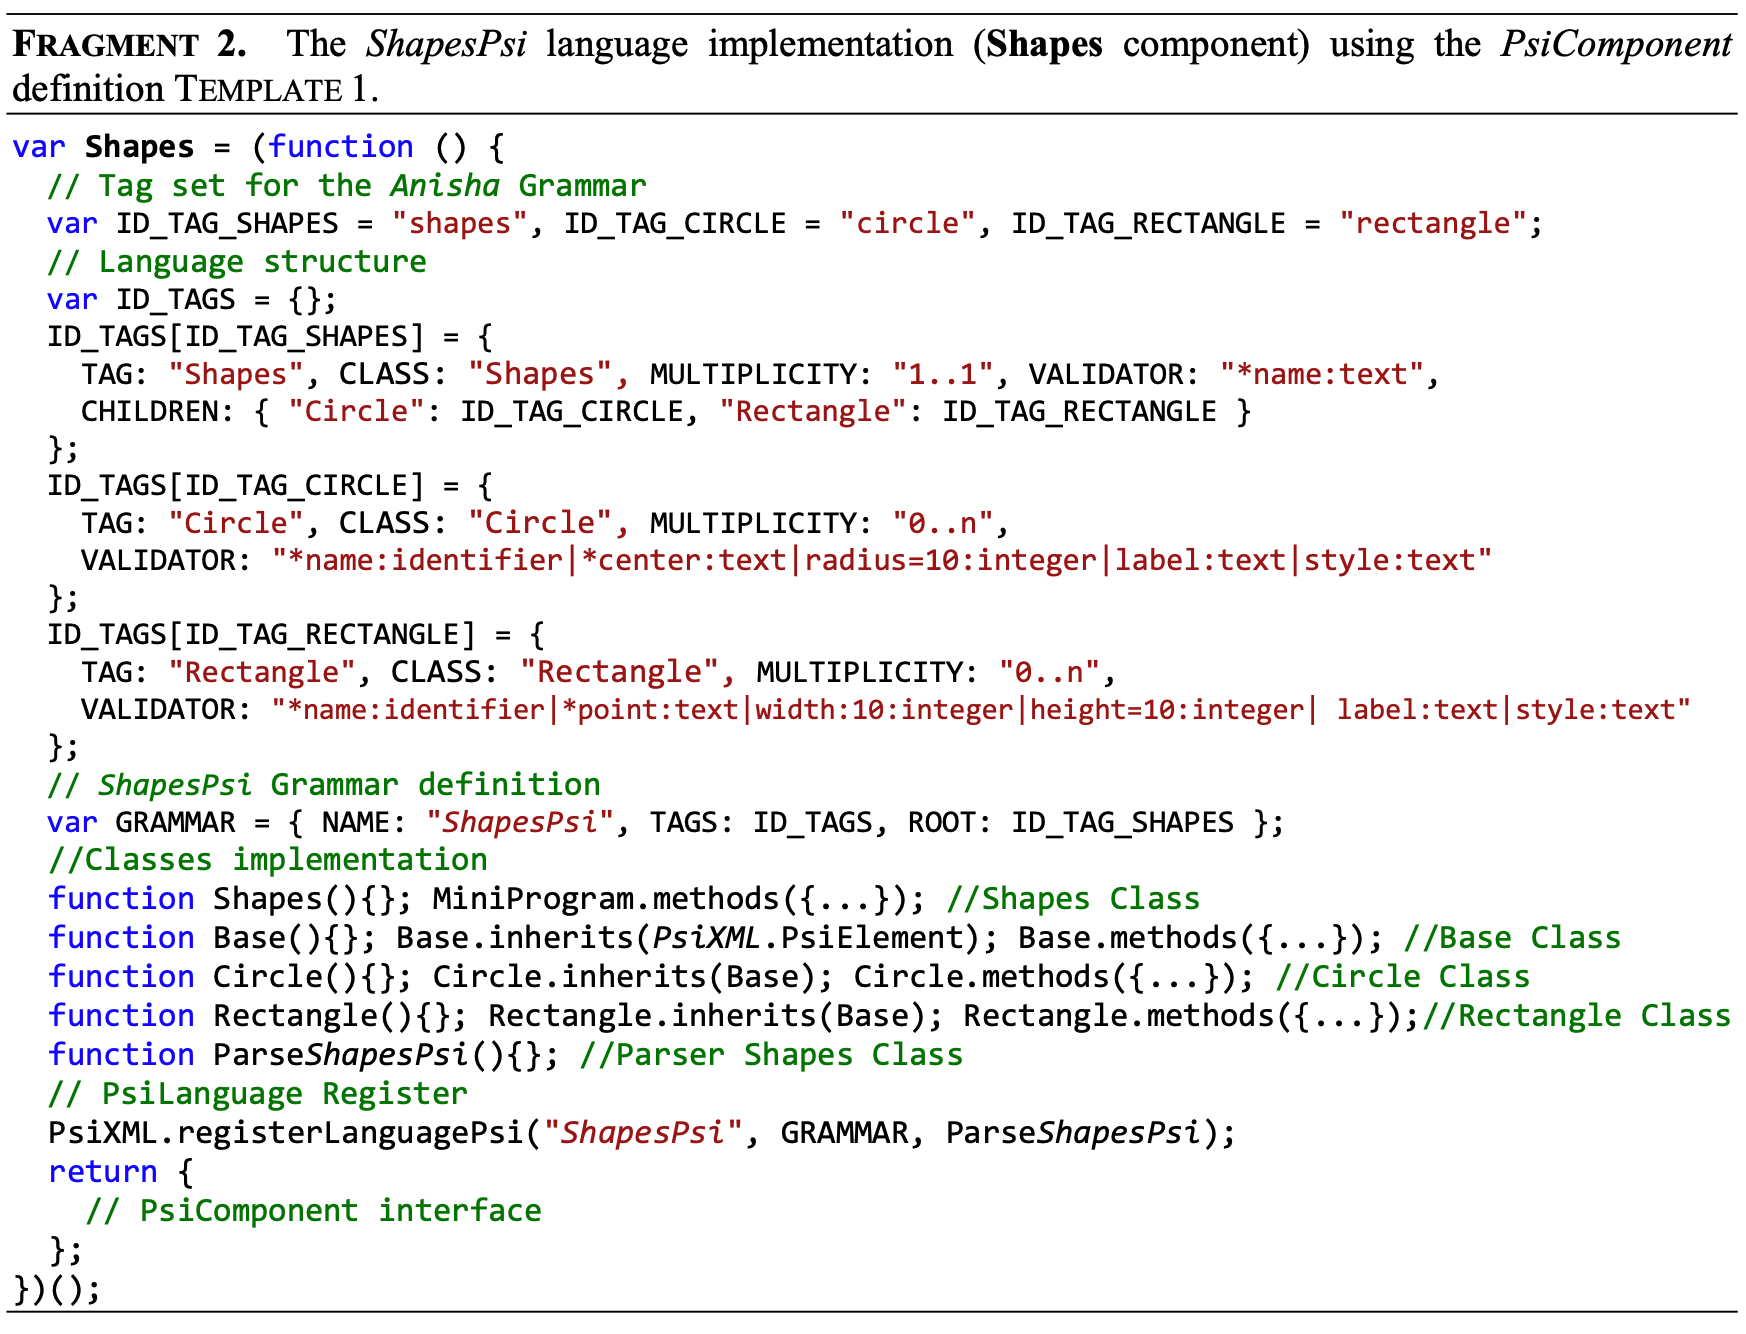 FRAGMENT 2. The ShapesPsi language implementation (Shapes component) using the PsiComponent
definition TEMPLATE 1.
var Shapes = (function () {
// Tag set for the Anisha Grammar
var ID_TAG_SHAPES = "shapes", ID_TAG_CIRCLE = "circle", ID_TAG_RECTANGLE = "rectangle";
// Language structure
var ID_TAGS = {};
ID_TAGS[ID_TAG_SHAPES] = {
TAG: "Shapes", CLASS: "Shapes", MULTIPLICITY: "1..1", VALIDATOR: "*name:text",
CHILDREN: { "Circle": ID_TAG_CIRCLE, "Rectangle": ID_TAG_RECTANGLE }
};
ID_TAGS[ID_TAG_CIRCLE] = {
TAG: "Circle", CLASS: "Circle", MULTIPLICITY: "0..n",
VALIDATOR: "*name:identifier|*center:text|radius=10:integer|label:text|style:text"
};
ID_TAGS[ID_TAG_RECTANGLE] = {
TAG: "Rectangle", CLASS: "Rectangle", MULTIPLICITY: "0..n",
VALIDATOR: "*name:identifier|*point:text|width:10:integer|height=10:integer| label:text|style:text"
};
// ShapesPsi Grammar definition
var GRAMMAR = { NAME: "ShapesPsi", TAGS: ID_TAGS, ROOT: ID_TAG_SHAPES };
//Classes implementation
function Shapes(){}; MiniProgram.methods({...}); //Shapes Class
function Base(){}; Base.inherits(PsiXML.PsiElement); Base.methods({...}); //Base Class
function Circle(){}; Circle.inherits(Base); Circle.methods({...}); //Circle Class
function Rectangle(){}; Rectangle.inherits(Base); Rectangle.methods({...});//Rectangle Class
function ParseShapesPsi(){}; //Parser Shapes Class
// PsiLanguage Register
PsiXML.registerLanguagePsi("ShapesPsi", GRAMMAR, ParseShapesPsi);
return {
// PsiComponent interface
};
})();